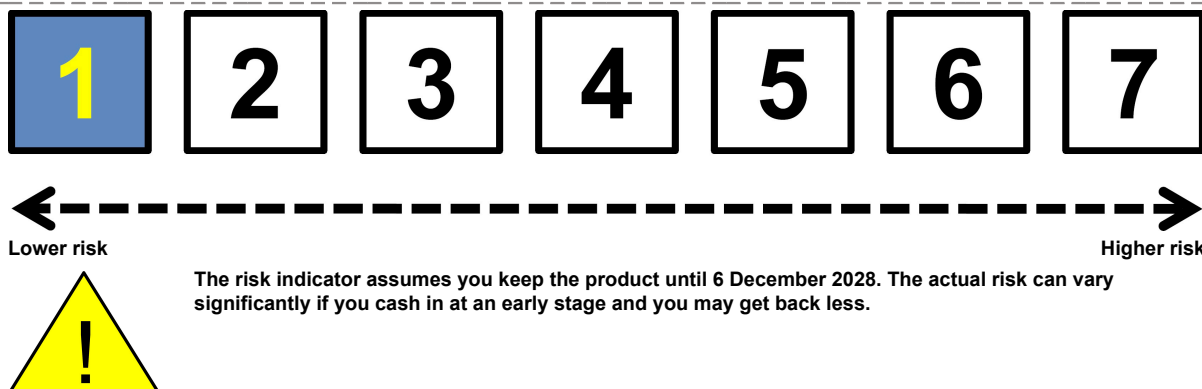 1 2 3 4 5 6 7
Lower risk Higher risk
The risk indicator assumes you keep the product until 6 December 2028. The actual risk can vary
significantly if you cash in at an early stage and you may get back less.
!